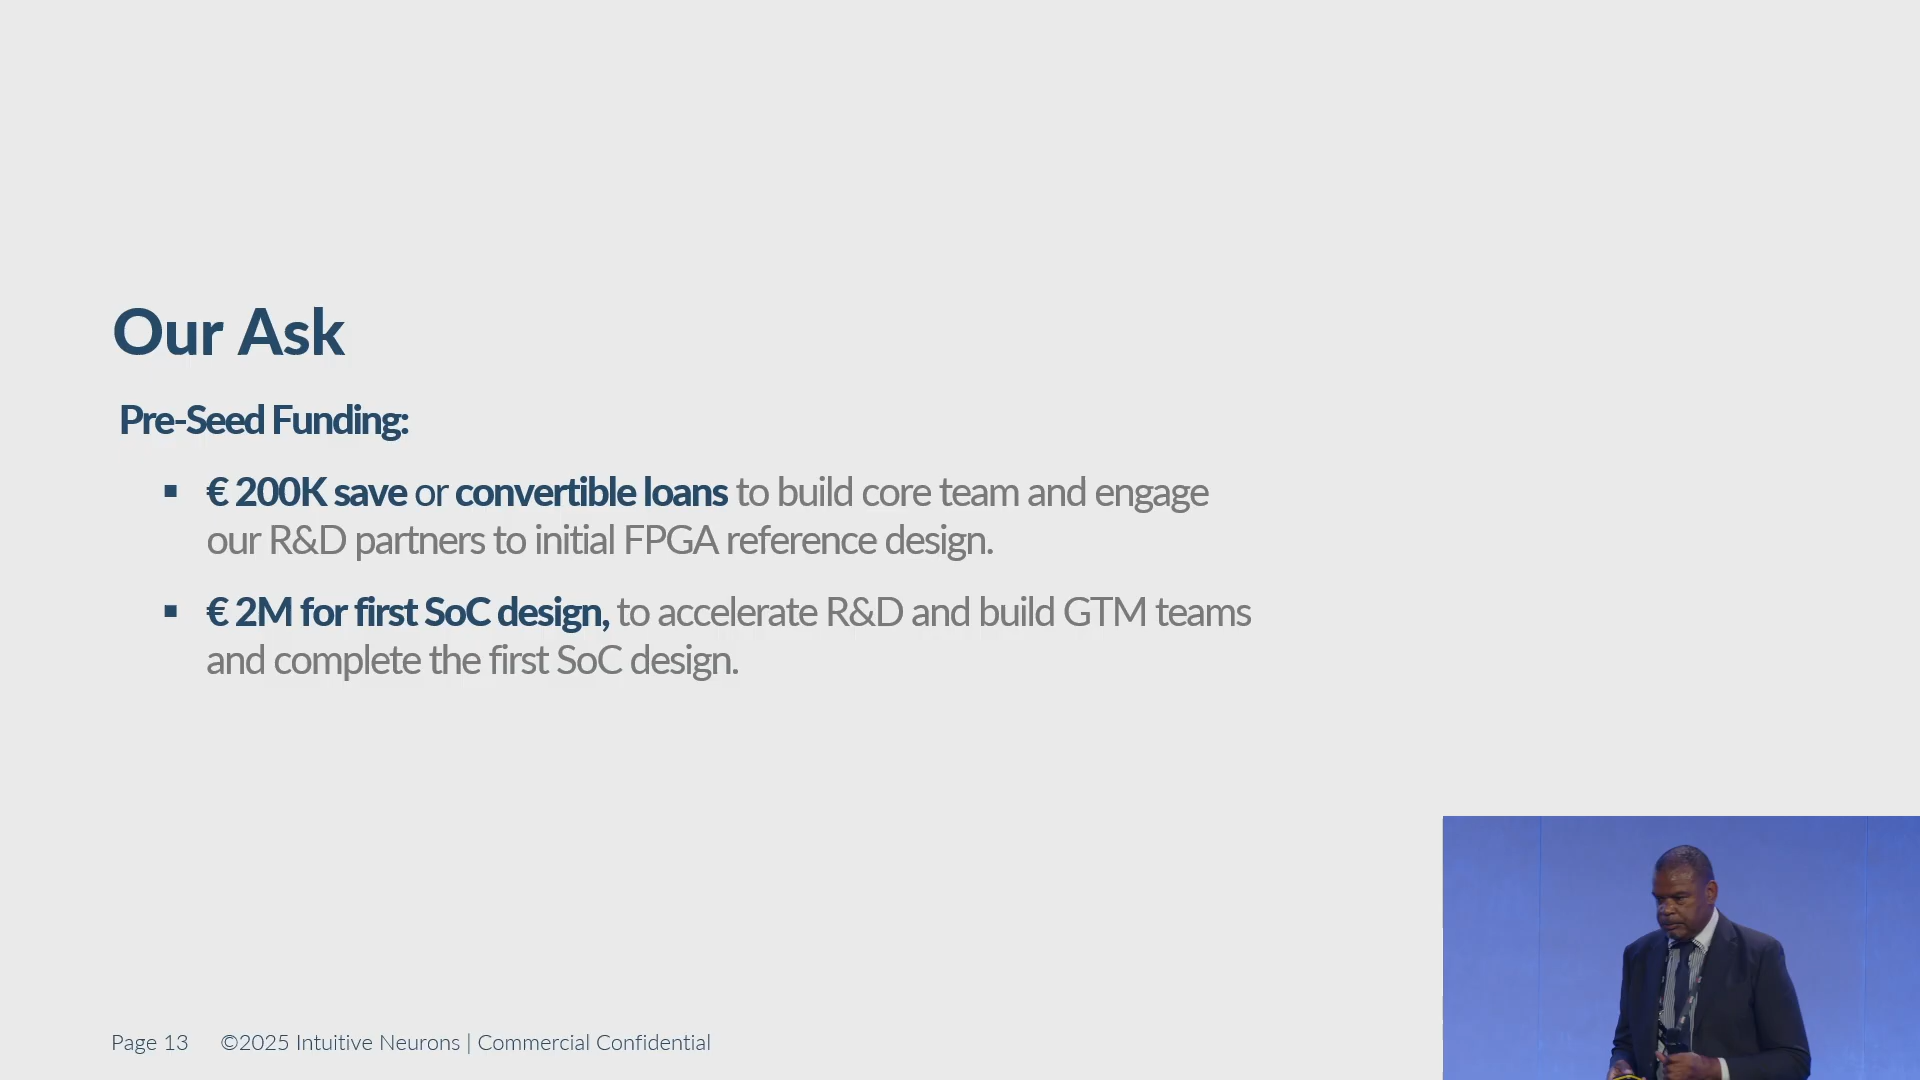 Our Ask
Pre-Seed Funding:
▪ € 200K save or convertible loans to build core team and engage
our R&D partners to initial FPGA reference design.
▪ € 2M for first SoC design, to accelerate R&D and build GTM teams
and complete the first SoC design.
Page 13 ©2025 Intuitive Neurons | Commercial Confidential